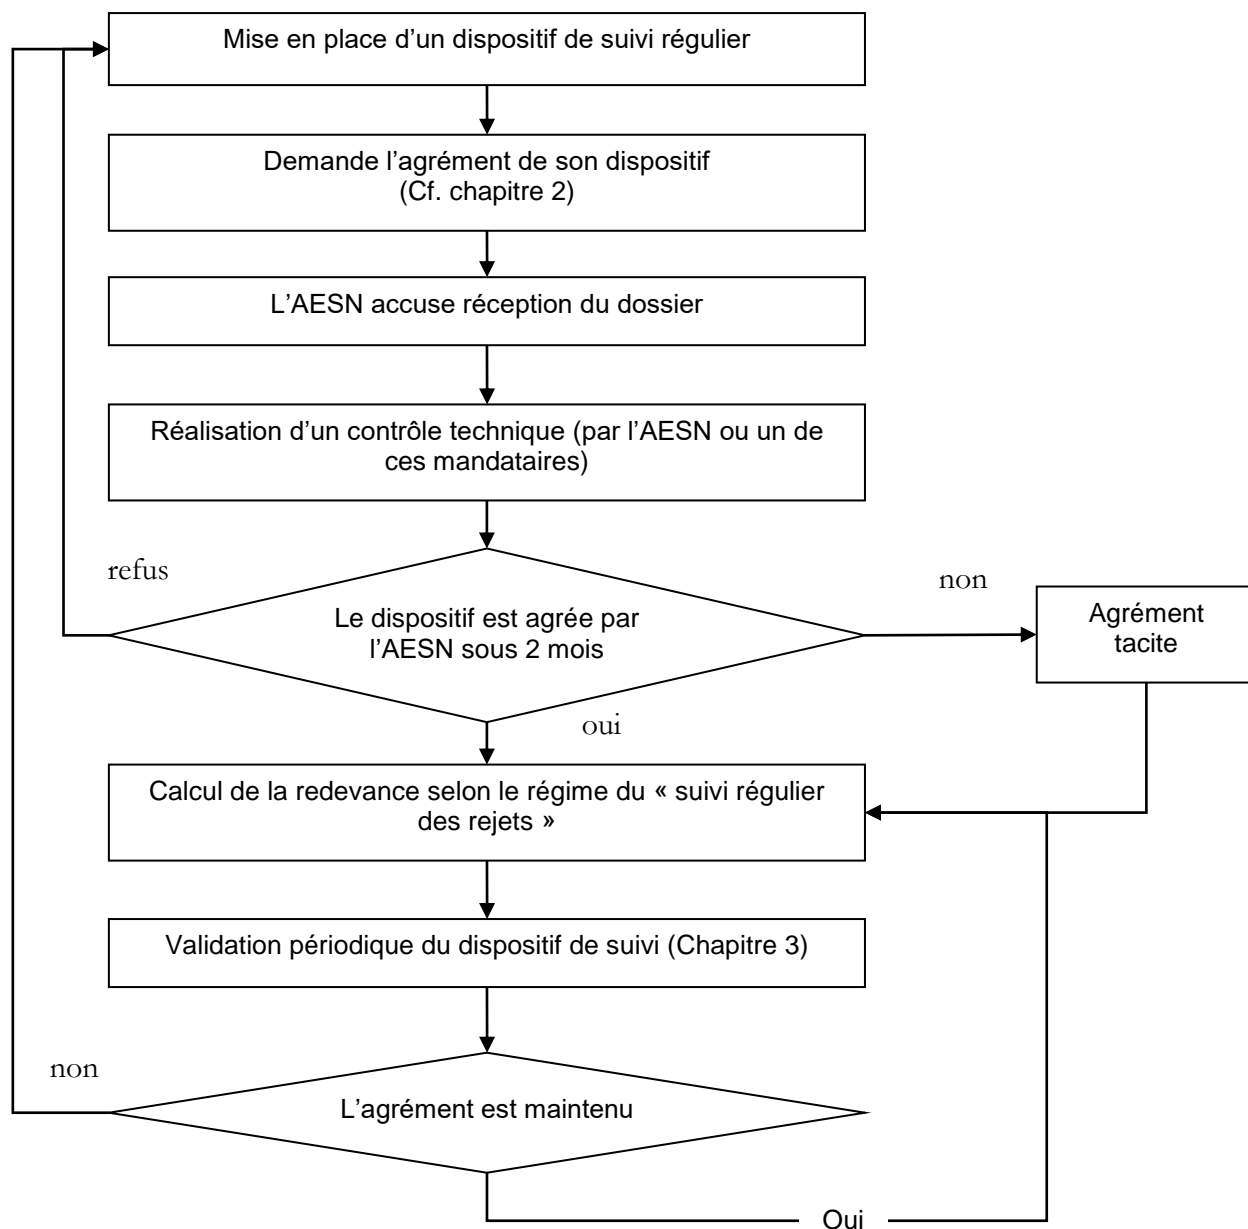 Mise en place d’un dispositif de suivi régulier
Demande l’agrément de son dispositif
(Cf. chapitre 2)
L’AESN accuse réception du dossier
Réalisation d’un contrôle technique (par l’AESN ou un de
ces mandataires)
refus
non
Le dispositif est agrée par
l’AESN sous 2 mois
Agrément
tacite
oui
Calcul de la redevance selon le régime du « suivi régulier
des rejets »
Validation périodique du dispositif de suivi (Chapitre 3)
non
L’agrément est maintenu
Oui